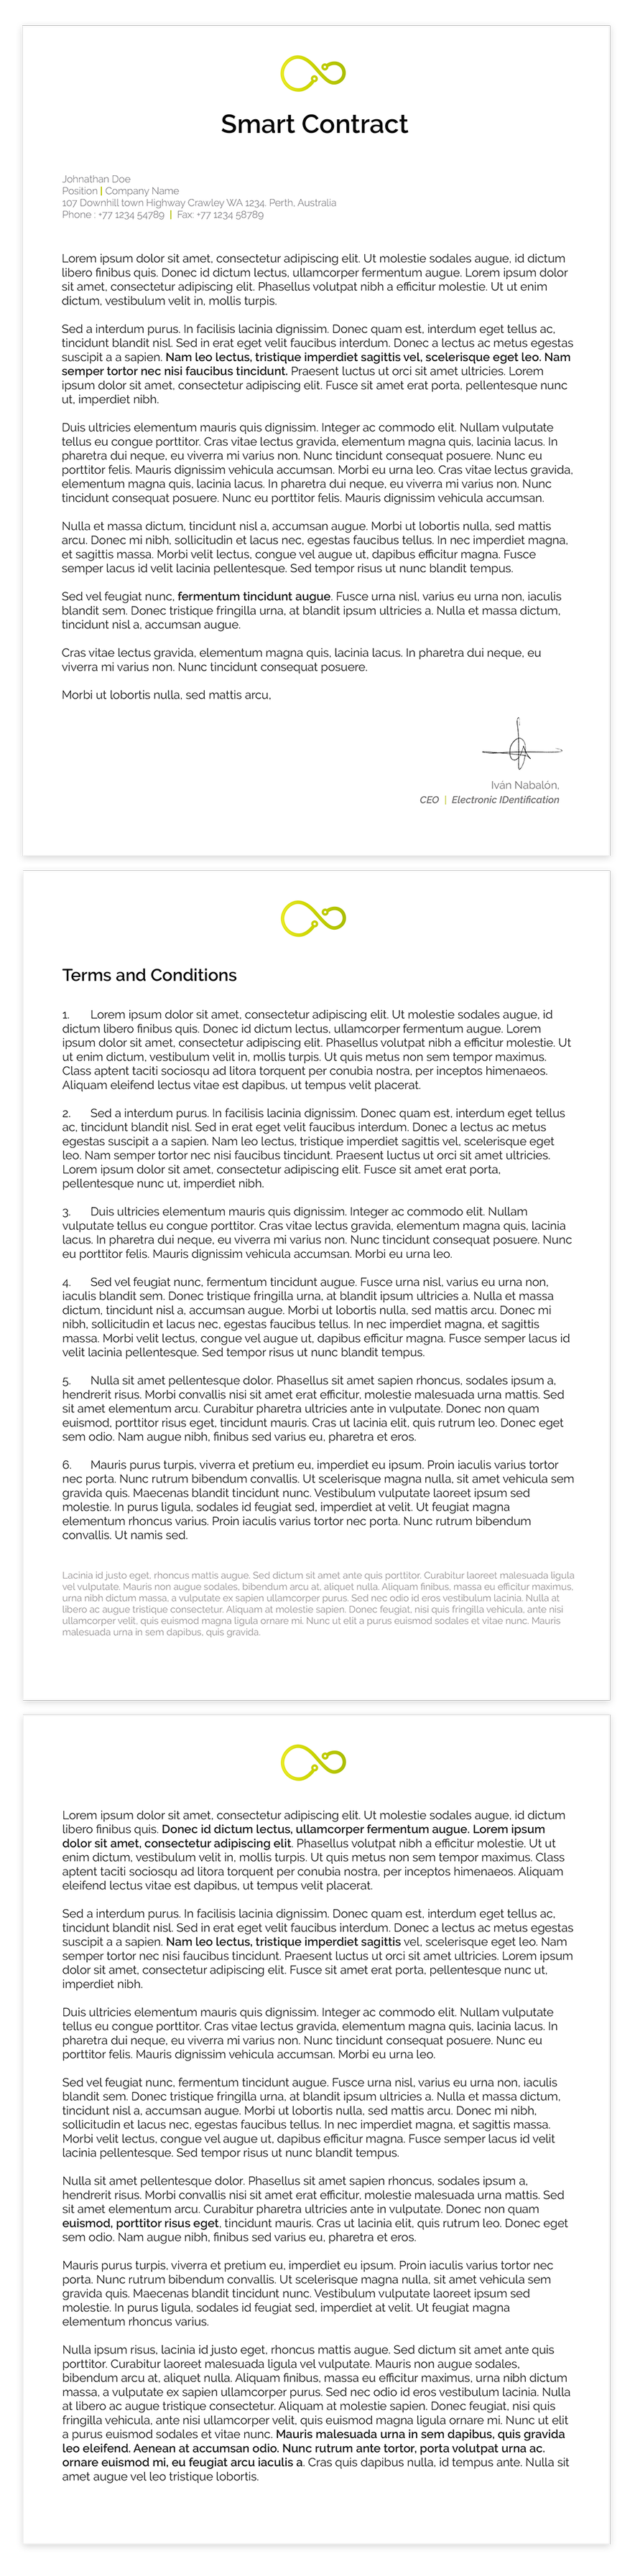 Smart Contract
Johnathan Doe
Position | Company Name
107 Downhill town Highway Crawley WA 1234. Perth, Australia
Phone : +77 1234 54789 | Fax: +77 1234 58789
Lorem ipsum dolor sit amet, consectetur adipiscing elit. Ut molestie sodales augue, id dictum
libero finibus quis. Donec id dictum lectus, ullamcorper fermentum augue. Lorem ipsum dolor
sit amet, consectetur adipiscing elit. Phasellus volutpat nibh a efficitur molestie. Ut ut enim
dictum, vestibulum velit in, mollis turpis.
Sed a interdum purus. In facilisis lacinia dignissim. Donec quam est, interdum eget tellus ac,
tincidunt blandit nisl. Sed in erat eget velit faucibus interdum. Donec a lectus ac metus egestas
suscipit a a sapien. Nam leo lectus, tristique imperdiet sagittis vel, scelerisque eget leo. Nam
semper tortor nec nisi faucibus tincidunt. Praesent luctus ut orci sit amet ultricies. Lorem
ipsum dolor sit amet, consectetur adipiscing elit. Fusce sit amet erat porta, pellentesque nunc
ut, imperdiet nibh.
Duis ultricies elementum mauris quis dignissim. Integer ac commodo elit. Nullam vulputate
tellus eu congue porttitor. Cras vitae lectus gravida, elementum magna quis, lacinia lacus. In
pharetra dui neque, eu viverra mi varius non. Nunc tincidunt consequat posuere. Nunc eu
porttitor felis. Mauris dignissim vehicula accumsan. Morbi eu urna leo. Cras vitae lectus gravida,
elementum magna quis, lacinia lacus. In pharetra dui neque, eu viverra mi varius non. Nunc
tincidunt consequat posuere. Nunc eu porttitor felis. Mauris dignissim vehicula accumsan.
Nulla et massa dictum, tincidunt nisl a, accumsan augue. Morbi ut lobortis nulla, sed mattis
arcu. Donec mi nibh, sollicitudin et lacus nec, egestas faucibus tellus. In nec imperdiet magna,
et sagittis massa. Morbi velit lectus, congue vel augue ut, dapibus efficitur magna. Fusce
semper lacus id velit lacinia pellentesque. Sed tempor risus ut nunc blandit tempus.
Sed vel feugiat nunc, fermentum tincidunt augue. Fusce urna nisl, varius eu urna non, iaculis
blandit sem. Donec tristique fringilla urna, at blandit ipsum ultricies a. Nulla et massa dictum,
tincidunt nisl a, accumsan augue.
Cras vitae lectus gravida, elementum magna quis, lacinia lacus. In pharetra dui neque, eu
viverra mi varius non. Nunc tincidunt consequat posuere.
Morbi ut lobortis nulla, sed mattis arcu,
Iván Nabalón,
CEO | Electronic IDentification
Terms and Conditions
1. Lorem ipsum dolor sit amet, consectetur adipiscing elit. Ut molestie sodales augue, id
dictum libero finibus quis. Donec id dictum lectus, ullamcorper fermentum augue. Lorem
ipsum dolor sit amet, consectetur adipiscing elit. Phasellus volutpat nibh a efficitur molestie. Ut
ut enim dictum, vestibulum velit in, mollis turpis. Ut quis metus non sem tempor maximus.
Class aptent taciti sociosqu ad litora torquent per conubia nostra, per inceptos himenaeos.
Aliquam eleifend lectus vitae est dapibus, ut tempus velit placerat.
2. Sed a interdum purus. In facilisis lacinia dignissim. Donec quam est, interdum eget tellus
ac, tincidunt blandit nisl. Sed in erat eget velit faucibus interdum. Donec a lectus ac metus
egestas suscipit a a sapien. Nam leo lectus, tristique imperdiet sagittis vel, scelerisque eget
leo. Nam semper tortor nec nisi faucibus tincidunt. Praesent luctus ut orci sit amet ultricies.
Lorem ipsum dolor sit amet, consectetur adipiscing elit. Fusce sit amet erat porta,
pellentesque nunc ut, imperdiet nibh.
3. Duis ultricies elementum mauris quis dignissim. Integer ac commodo elit. Nullam
vulputate tellus eu congue porttitor. Cras vitae lectus gravida, elementum magna quis, lacinia
lacus. In pharetra dui neque, eu viverra mi varius non. Nunc tincidunt consequat posuere. Nunc
eu porttitor felis. Mauris dignissim vehicula accumsan. Morbi eu urna leo.
4. Sed vel feugiat nunc, fermentum tincidunt augue. Fusce urna nisl, varius eu urna non,
iaculis blandit sem. Donec tristique fringilla urna, at blandit ipsum ultricies a. Nulla et massa
dictum, tincidunt nisl a, accumsan augue. Morbi ut lobortis nulla, sed mattis arcu. Donec mi
nibh, sollicitudin et lacus nec, egestas faucibus tellus. In nec imperdiet magna, et sagittis
massa. Morbi velit lectus, congue vel augue ut, dapibus efficitur magna. Fusce semper lacus id
velit lacinia pellentesque. Sed tempor risus ut nunc blandit tempus.
5. Nulla sit amet pellentesque dolor. Phasellus sit amet sapien rhoncus, sodales ipsum a,
hendrerit risus. Morbi convallis nisi sit amet erat efficitur, molestie malesuada urna mattis. Sed
sit amet elementum arcu. Curabitur pharetra ultricies ante in vulputate. Donec non quam
euismod, porttitor risus eget, tincidunt mauris. Cras ut lacinia elit, quis rutrum leo. Donec eget
sem odio. Nam augue nibh, finibus sed varius eu, pharetra et eros.
6. Mauris purus turpis, viverra et pretium eu, imperdiet eu ipsum. Proin iaculis varius tortor
nec porta. Nunc rutrum bibendum convallis. Ut scelerisque magna nulla, sit amet vehicula sem
gravida quis. Maecenas blandit tincidunt nunc. Vestibulum vulputate laoreet ipsum sed
molestie. In purus ligula, sodales id feugiat sed, imperdiet at velit. Ut feugiat magna
elementum rhoncus varius. Proin iaculis varius tortor nec porta. Nunc rutrum bibendum
convallis. Ut namis sed.
Lacinia id justo eget, rhoncus mattis augue. Sed dictum sit amet ante quis porttitor. Curabitur laoreet malesuada ligula
vel vulputate. Mauris non augue sodales, bibendum arcu at, aliquet nulla. Aliquam finibus, massa eu efficitur maximus,
urna nibh dictum massa, a vulputate ex sapien ullamcorper purus. Sed nec odio id eros vestibulum lacinia. Nulla at
libero ac augue tristique consectetur. Aliquam at molestie sapien. Donec feugiat, nisi quis fringilla vehicula, ante nisi
ullamcorper velit, quis euismod magna ligula ornare mi. Nunc ut elit a purus euismod sodales et vitae nunc. Mauris
malesuada urna in sem dapibus, quis gravida.
Lorem ipsum dolor sit amet, consectetur adipiscing elit. Ut molestie sodales augue, id dictum
libero finibus quis. Donec id dictum lectus, ullamcorper fermentum augue. Lorem ipsum
dolor sit amet, consectetur adipiscing elit. Phasellus volutpat nibh a efficitur molestie. Ut ut
enim dictum, vestibulum velit in, mollis turpis. Ut quis metus non sem tempor maximus. Class
aptent taciti sociosqu ad litora torquent per conubia nostra, per inceptos himenaeos. Aliquam
eleifend lectus vitae est dapibus, ut tempus velit placerat.
Sed a interdum purus. In facilisis lacinia dignissim. Donec quam est, interdum eget tellus ac,
tincidunt blandit nisl. Sed in erat eget velit faucibus interdum. Donec a lectus ac metus egestas
suscipit a a sapien. Nam leo lectus, tristique imperdiet sagittis vel, scelerisque eget leo. Nam
semper tortor nec nisi faucibus tincidunt. Praesent luctus ut orci sit amet ultricies. Lorem ipsum
dolor sit amet, consectetur adipiscing elit. Fusce sit amet erat porta, pellentesque nunc ut,
imperdiet nibh.
Duis ultricies elementum mauris quis dignissim. Integer ac commodo elit. Nullam vulputate
tellus eu congue porttitor. Cras vitae lectus gravida, elementum magna quis, lacinia lacus. In
pharetra dui neque, eu viverra mi varius non. Nunc tincidunt consequat posuere. Nunc eu
porttitor felis. Mauris dignissim vehicula accumsan. Morbi eu urna leo.
Sed vel feugiat nunc, fermentum tincidunt augue. Fusce urna nisl, varius eu urna non, iaculis
blandit sem. Donec tristique fringilla urna, at blandit ipsum ultricies a. Nulla et massa dictum,
tincidunt nisl a, accumsan augue. Morbi ut lobortis nulla, sed mattis arcu. Donec mi nibh,
sollicitudin et lacus nec, egestas faucibus tellus. In nec imperdiet magna, et sagittis massa.
Morbi velit lectus, congue vel augue ut, dapibus efficitur magna. Fusce semper lacus id velit
lacinia pellentesque. Sed tempor risus ut nunc blandit tempus.
Nulla sit amet pellentesque dolor. Phasellus sit amet sapien rhoncus, sodales ipsum a,
hendrerit risus. Morbi convallis nisi sit amet erat efficitur, molestie malesuada urna mattis. Sed
sit amet elementum arcu. Curabitur pharetra ultricies ante in vulputate. Donec non quam
euismod, porttitor risus eget, tincidunt mauris. Cras ut lacinia elit, quis rutrum leo. Donec eget
sem odio. Nam augue nibh, finibus sed varius eu, pharetra et eros.
Mauris purus turpis, viverra et pretium eu, imperdiet eu ipsum. Proin iaculis varius tortor nec
porta. Nunc rutrum bibendum convallis. Ut scelerisque magna nulla, sit amet vehicula sem
gravida quis. Maecenas blandit tincidunt nunc. Vestibulum vulputate laoreet ipsum sed
molestie. In purus ligula, sodales id feugiat sed, imperdiet at velit. Ut feugiat magna
elementum rhoncus varius.
Nulla ipsum risus, lacinia id justo eget, rhoncus mattis augue. Sed dictum sit amet ante quis
porttitor. Curabitur laoreet malesuada ligula vel vulputate. Mauris non augue sodales,
bibendum arcu at, aliquet nulla. Aliquam finibus, massa eu efficitur maximus, urna nibh dictum
massa, a vulputate ex sapien ullamcorper purus. Sed nec odio id eros vestibulum lacinia. Nulla
at libero ac augue tristique consectetur. Aliquam at molestie sapien. Donec feugiat, nisi quis
fringilla vehicula, ante nisi ullamcorper velit, quis euismod magna ligula ornare mi. Nunc ut elit
a purus euismod sodales et vitae nunc. Mauris malesuada urna in sem dapibus, quis gravida
leo eleifend. Aenean at accumsan odio. Nunc rutrum ante tortor, porta volutpat urna ac.
ornare euismod mi, eu feugiat arcu iaculis a. Cras quis dapibus nulla, id tempus ante. Nulla sit
amet augue vel leo tristique lobortis.